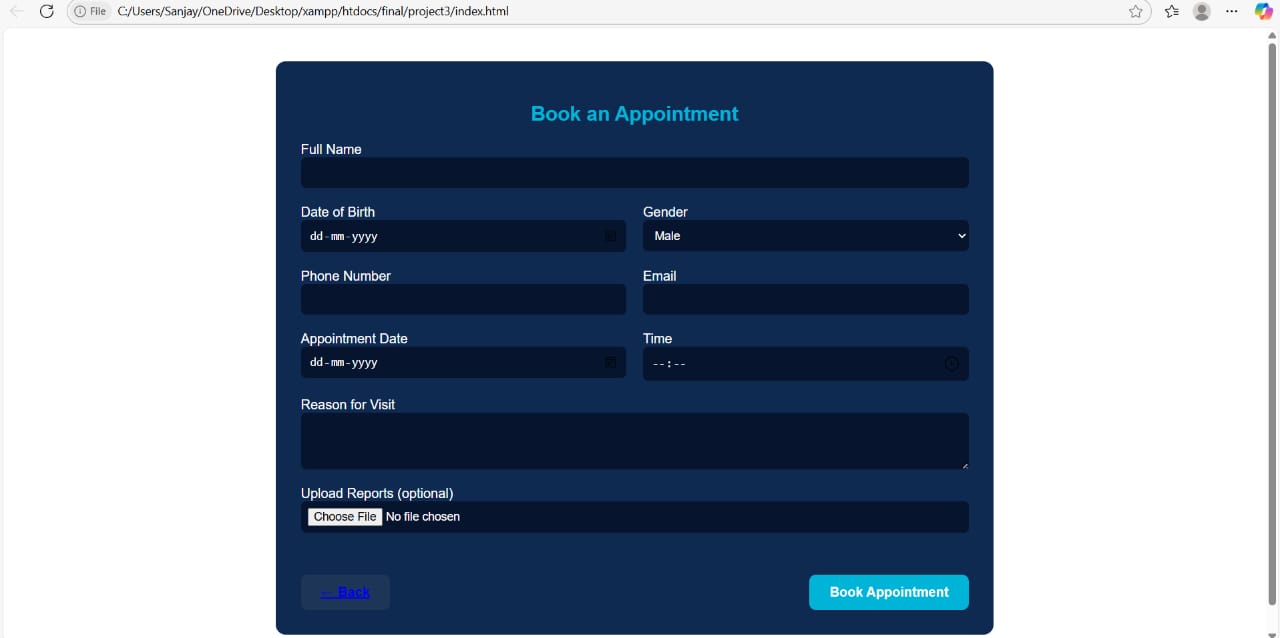 File C:/Users/Sanjay/OneDrive/Desktop/xampp/htdocs/final/project3/index.html
Book an Appointment
Full Name
Date of Birth Gender
dd-mm-yyyy Male
Phone Number Email
Appointment Date Time
dd-mm-yyyy --:--
Reason for Visit
Upload Reports (optional)
Choose File No file chosen
← Back Book Appointment